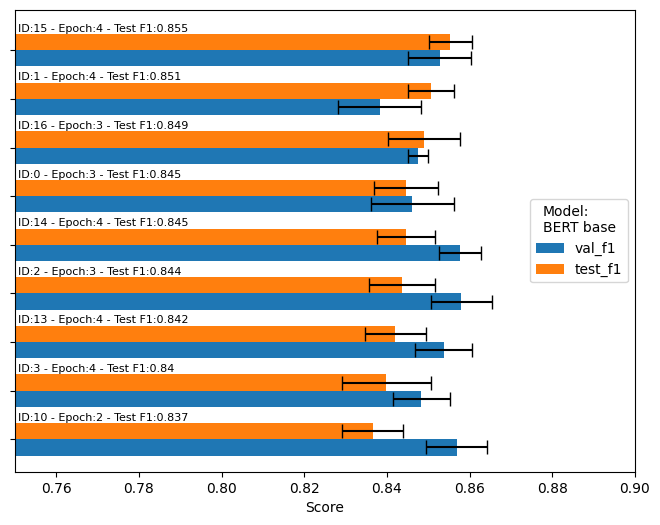 ID:15 - Epoch:4 - Test F1:0.855
ID:1 - Epoch:4 - Test F1:0.851
ID:16 - Epoch:3 - Test F1:0.849
ID:0 - Epoch:3 - Test F1:0.845
ID:14 - Epoch:4 - Test F1:0.845
ID:2 - Epoch:3 - Test F1:0.844
ID:13 - Epoch:4 - Test F1:0.842
ID:3 - Epoch:4 - Test F1:0.84
ID:10 - Epoch:2 - Test F1:0.837
Model:
BERT base
val_f1
test_f1
0.76 0.78 0.80 0.82 0.84 0.86 0.88 0.90
Score